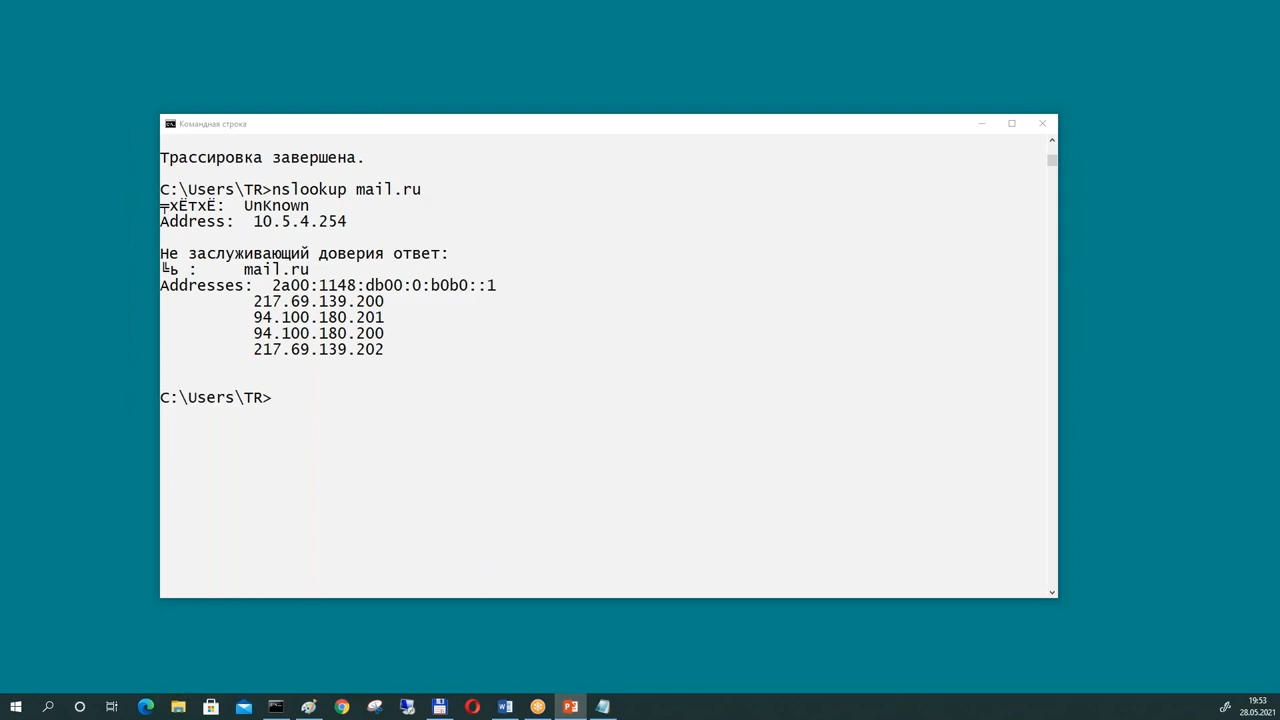 Командная строка
Трассировка завершена.
C:\Users\TR>nslookup mail.ru
╤хЁтхЁ:  UnKnown
Address:  10.5.4.254
Не заслуживающий доверия ответ:
╚ь :     mail.ru
Addresses:  2a00:1148:db00:0:b0b0::1
217.69.139.200
94.100.180.201
94.100.180.200
217.69.139.202
C:\Users\TR>
19:53
28.05.2021